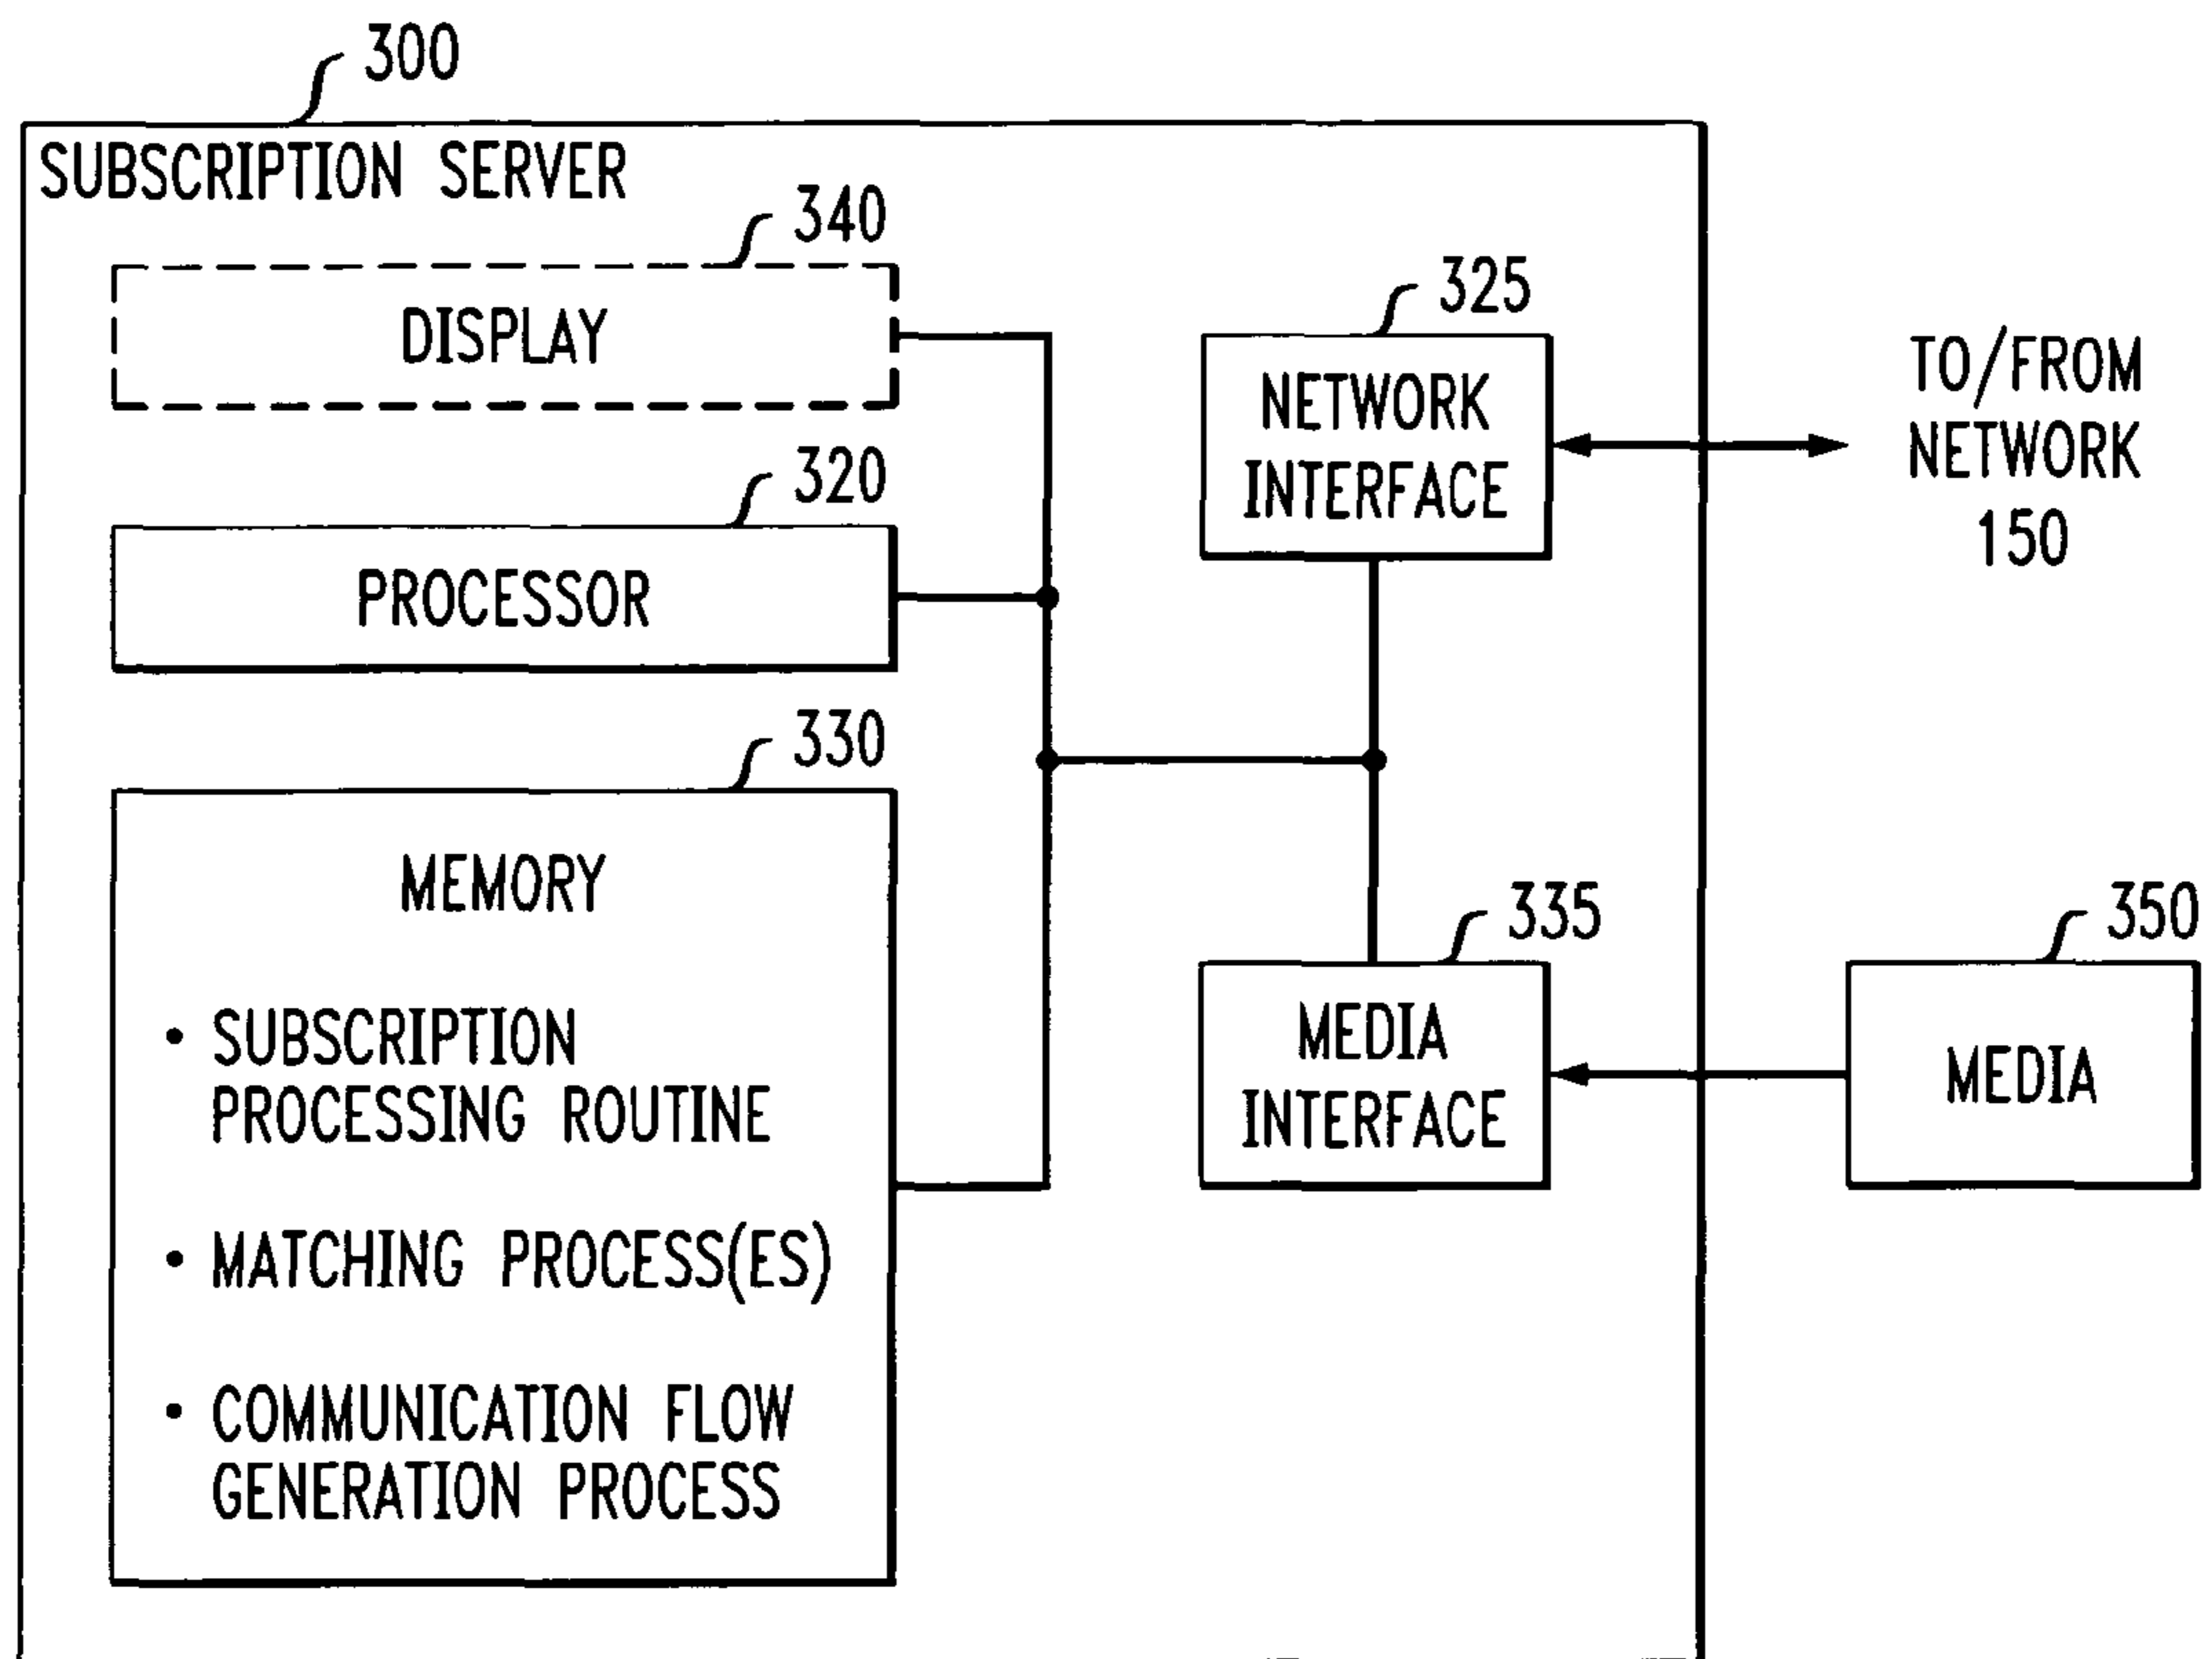 300
SUBSCRIPTION SERVER
340
DISPLAY
320
PROCESSOR
330
MEMORY
• SUBSCRIPTION
PROCESSING ROUTINE
• MATCHING PROCESS(ES)
• COMMUNICATION FLOW
GENERATION PROCESS
325
NETWORK
INTERFACE
TO/FROM
NETWORK
150
335
MEDIA
INTERFACE
350
MEDIA